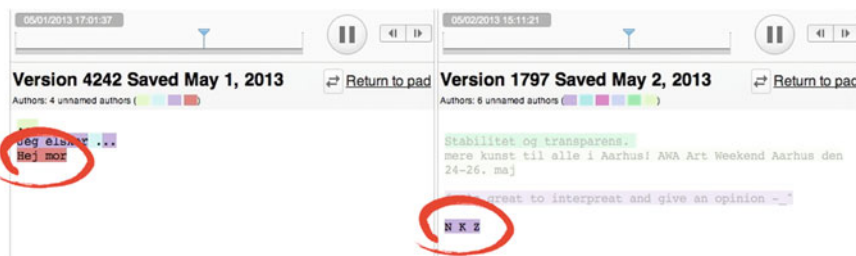 05/01/2013 17:01:37
Version 4242 Saved May 1, 2013
Return to pad
Authors: 4 unnamed authors ( )
Jeg elsker ...
Hej mor
05/02/2013 15:11:21
Version 1797 Saved May 2, 2013
Return to pad
Authors: 6 unnamed authors ( )
Stabilitet og transparens.
mere kunst til alle i Aarhus! AWA Art Weekend Aarhus den
24-26. maj
great to interpreat and give an opinion -_"
N K Z